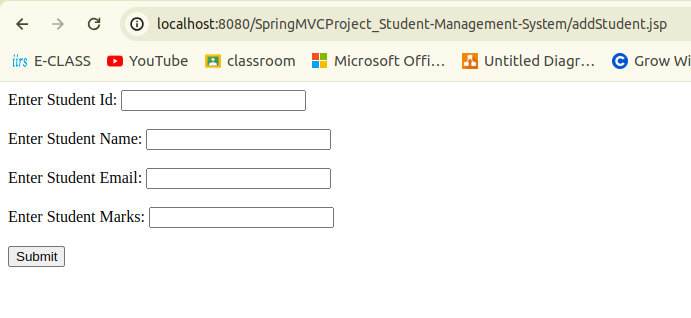 localhost:8080/SpringMVCProject_Student-Management-System/addStudent.jsp
iirs E-CLASS YouTube classroom Microsoft Offi... Untitled Diagr... Grow Wi
Enter Student Id:
Enter Student Name:
Enter Student Email:
Enter Student Marks:
Submit